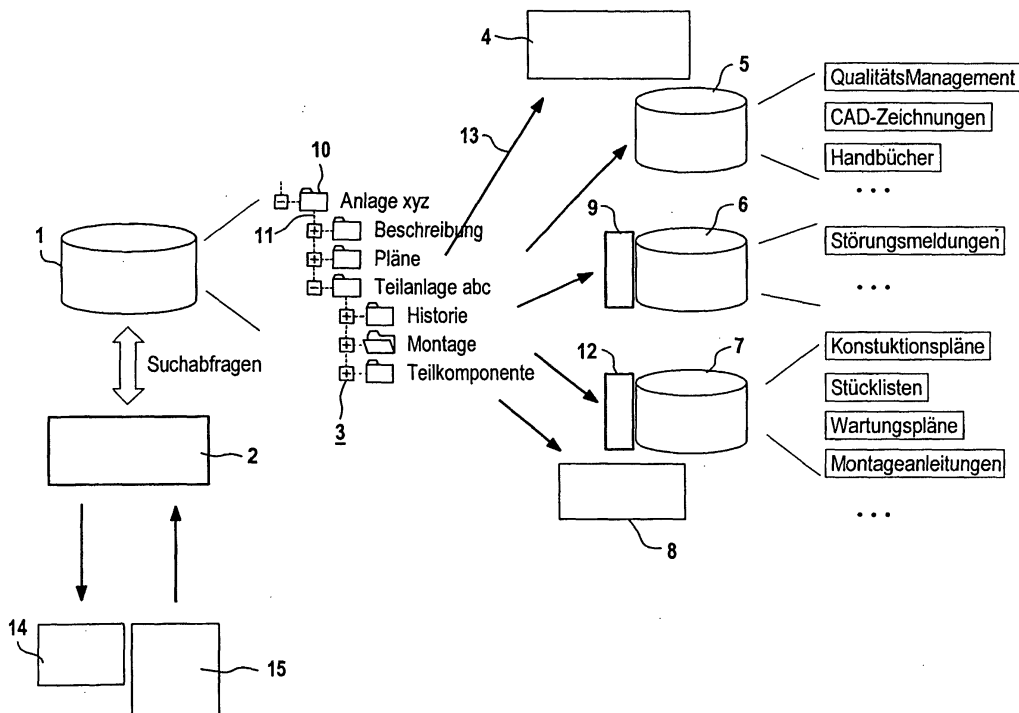 4
5
QualitätsManagement
CAD-Zeichnungen
Handbücher
...
13
10
Anlage xyz
11
Beschreibung
Pläne
Teilanlage abc
Historie
Montage
Teilkomponente
3
1
Suchabfragen
2
9
6
Störungsmeldungen
...
12
7
Konstuktionspläne
Stücklisten
Wartungspläne
Montageanleitungen
...
8
14
15